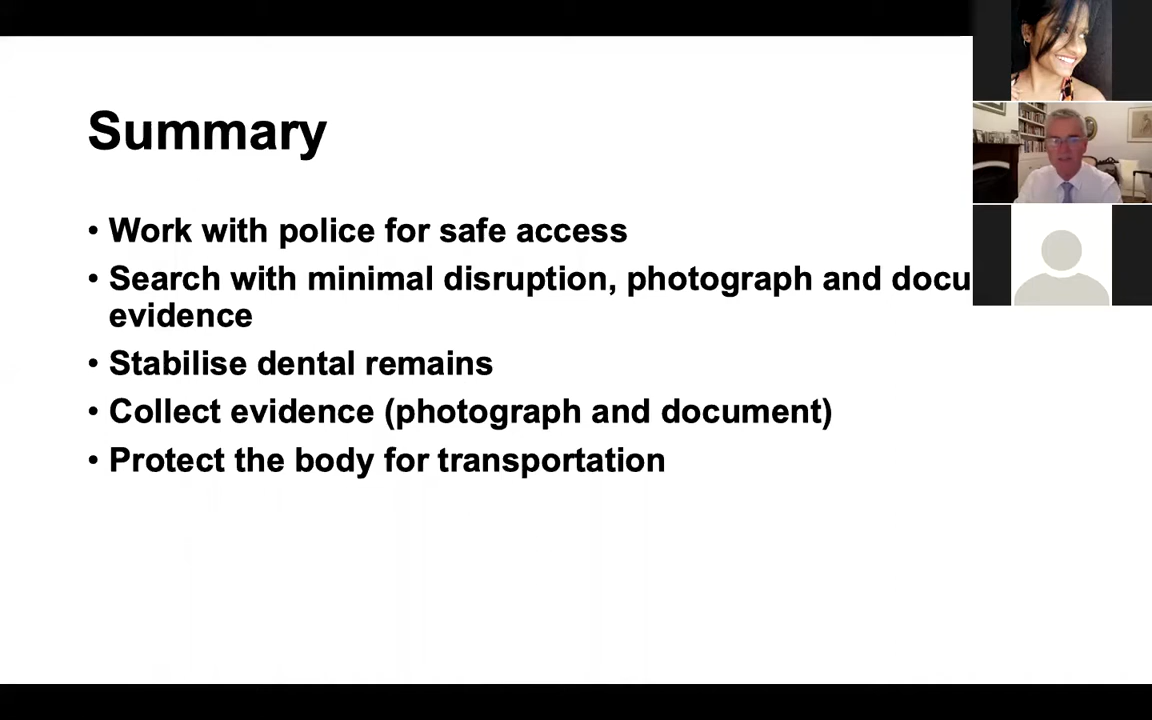 Summary
• Work with police for safe access
• Search with minimal disruption, photograph and
evidence
• Stabilise dental remains
• Collect evidence (photograph and document)
• Protect the body for transportation